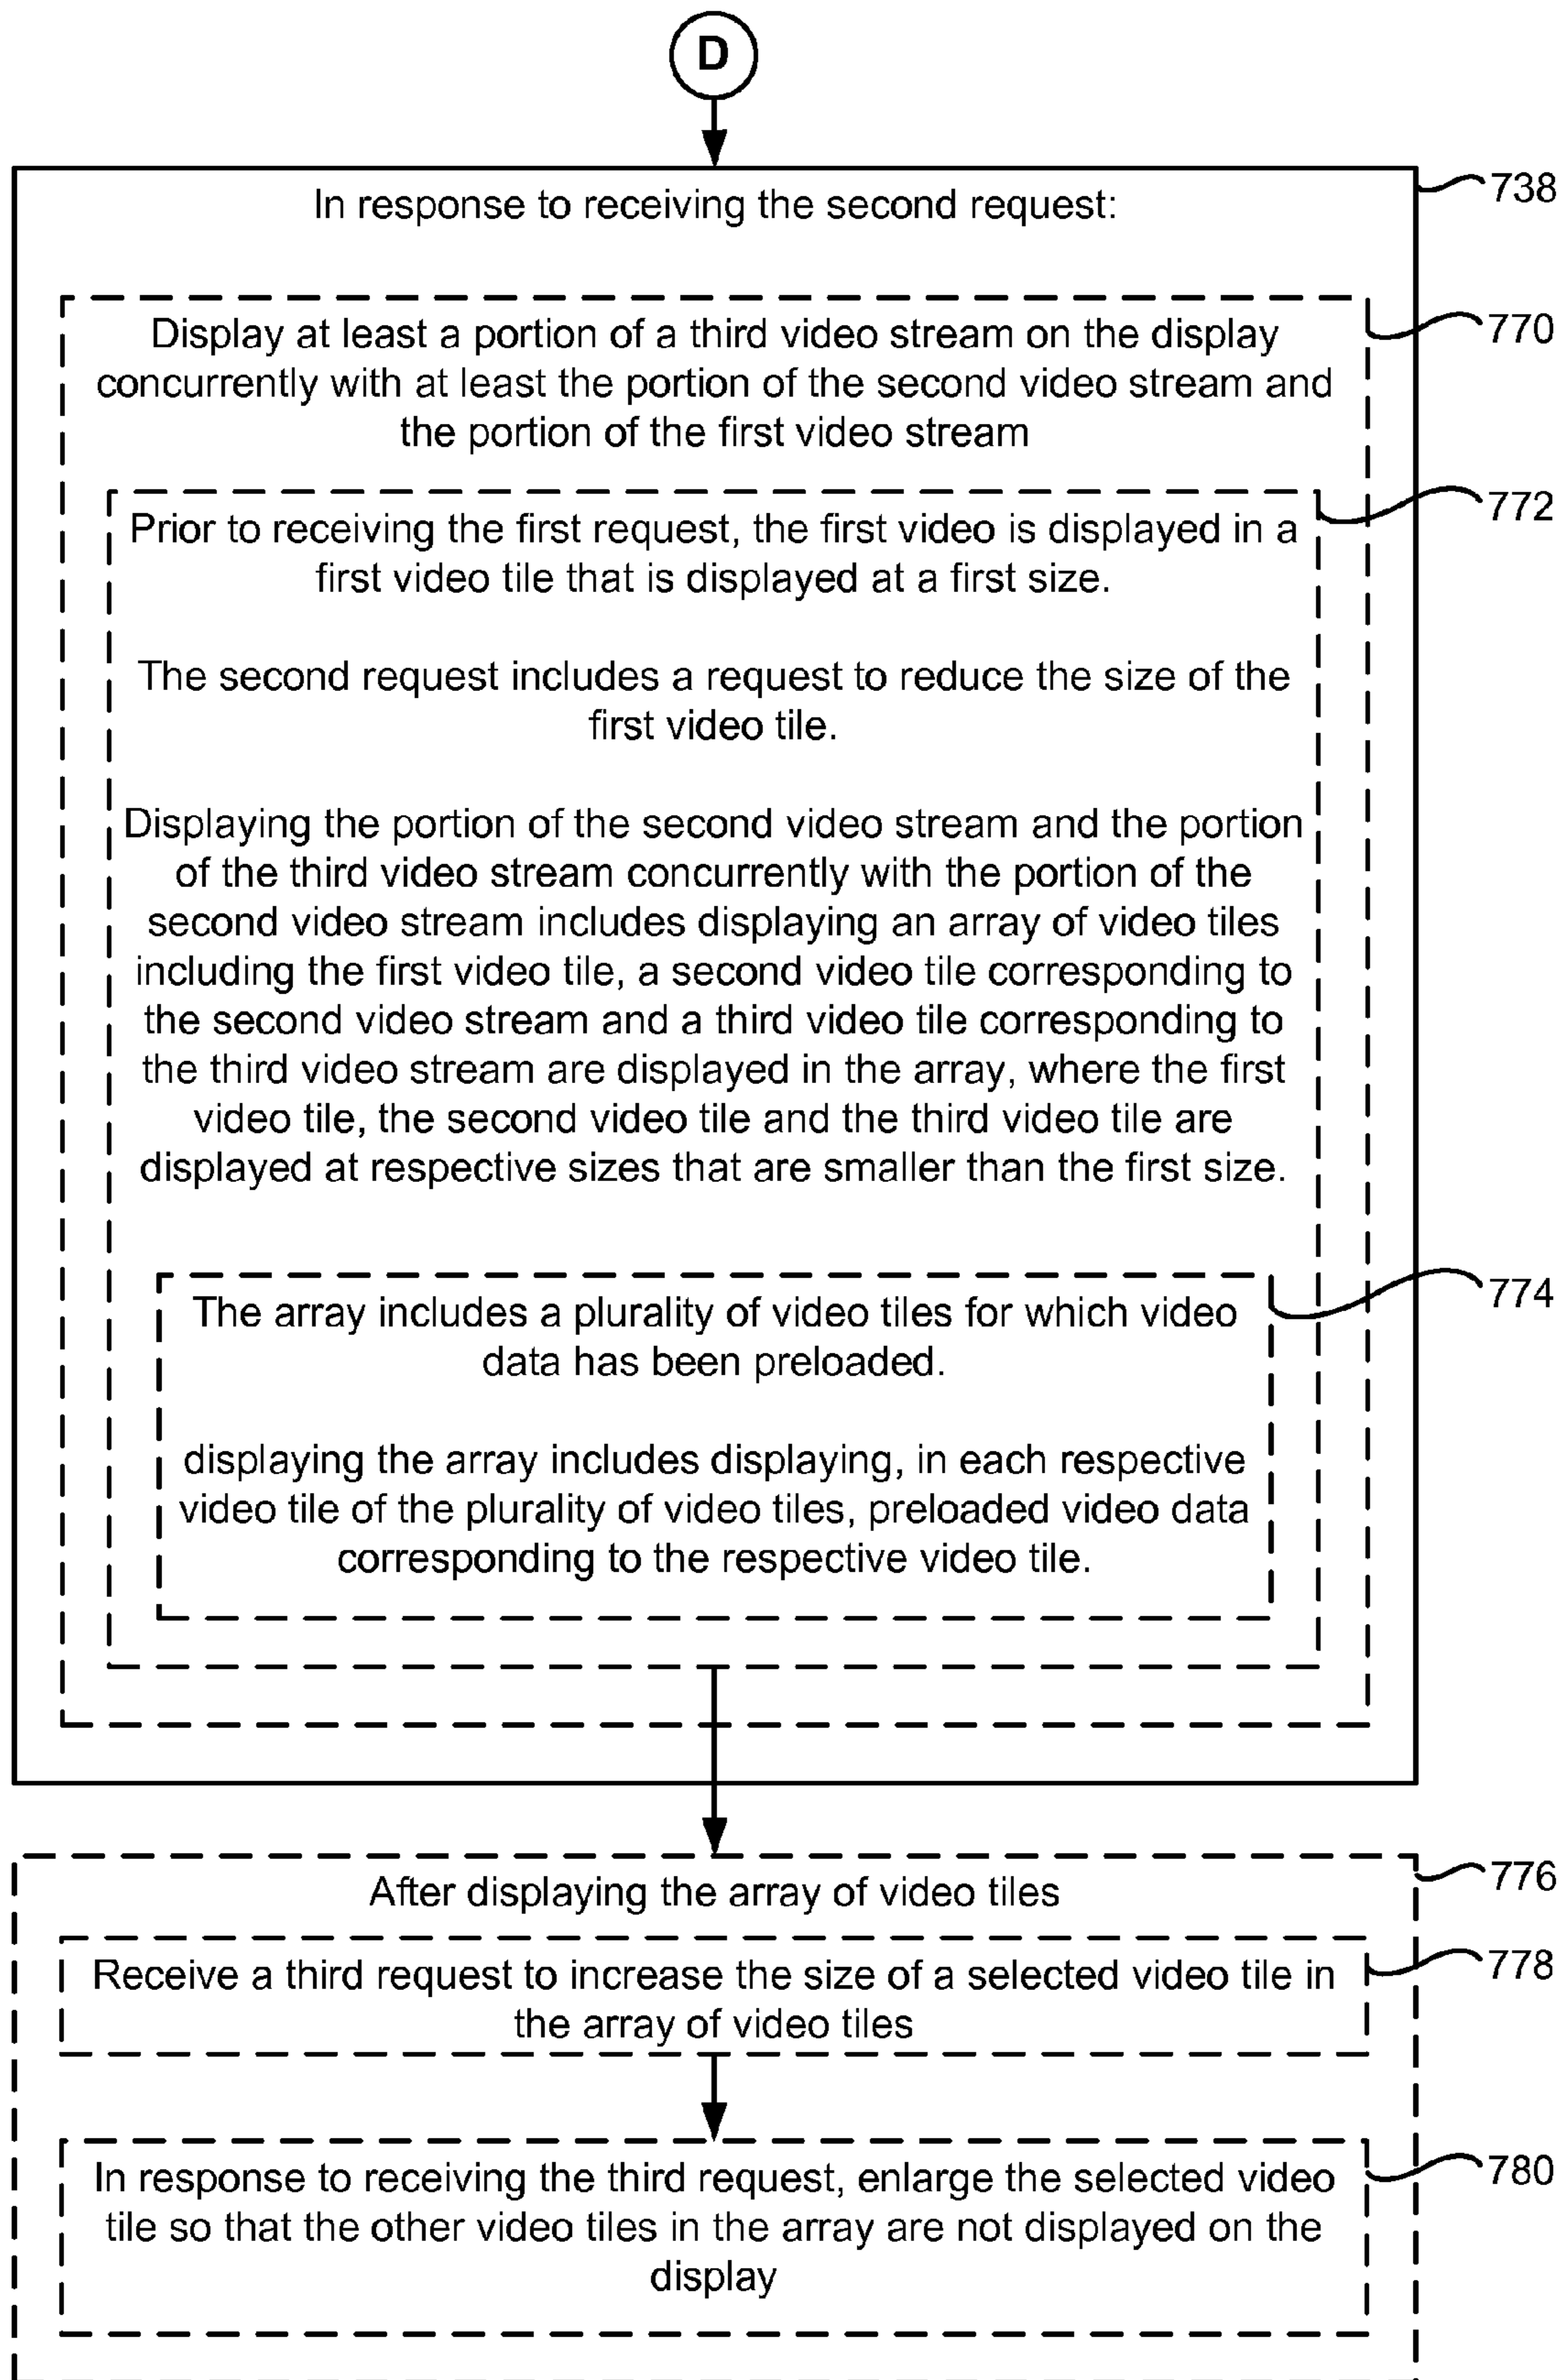 D
In response to receiving the second request:
738
Display at least a portion of a third video stream on the display
770
concurrently with at least the portion of the second video stream and
the portion of the first video stream
772
Prior to receiving the first request, the first video is displayed in a
first video tile that is displayed at a first size.
The second request includes a request to reduce the size of the
first video tile.
Displaying the portion of the second video stream and the portion
of the third video stream concurrently with the portion of the
second video stream includes displaying an array of video tiles
including the first video tile, a second video tile corresponding to
the second video stream and a third video tile corresponding to
the third video stream are displayed in the array, where the first
video tile, the second video tile and the third video tile are
displayed at respective sizes that are smaller than the first size.
774
The array includes a plurality of video tiles for which video
data has been preloaded.
displaying the array includes displaying, in each respective
video tile of the plurality of video tiles, preloaded video data
corresponding to the respective video tile.
776
After displaying the array of video tiles
778
Receive a third request to increase the size of a selected video tile in
the array of video tiles
780
In response to receiving the third request, enlarge the selected video
tile so that the other video tiles in the array are not displayed on the
display